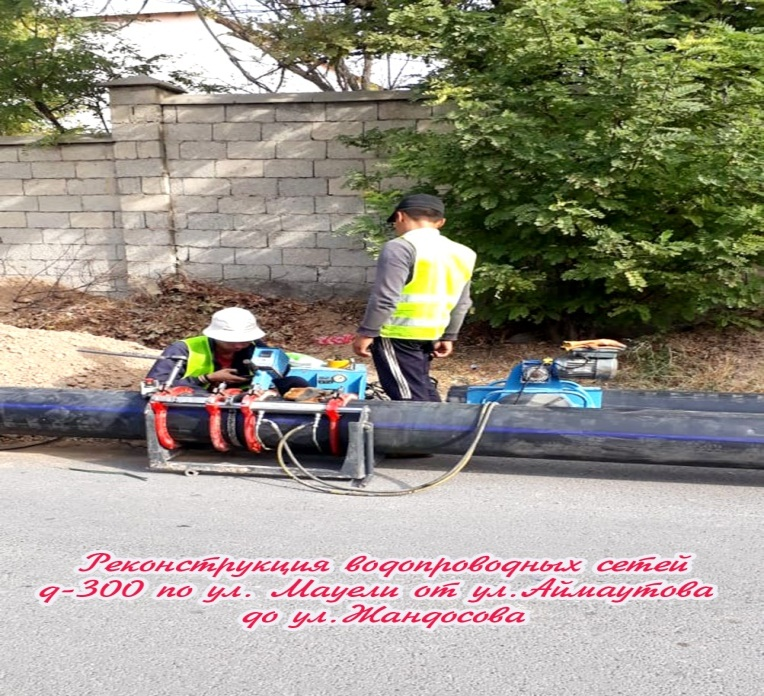 Реконструкция водопроводных сетей
д-300 по ул. Мауели от ул.Аймаутова
до ул.Жандосова